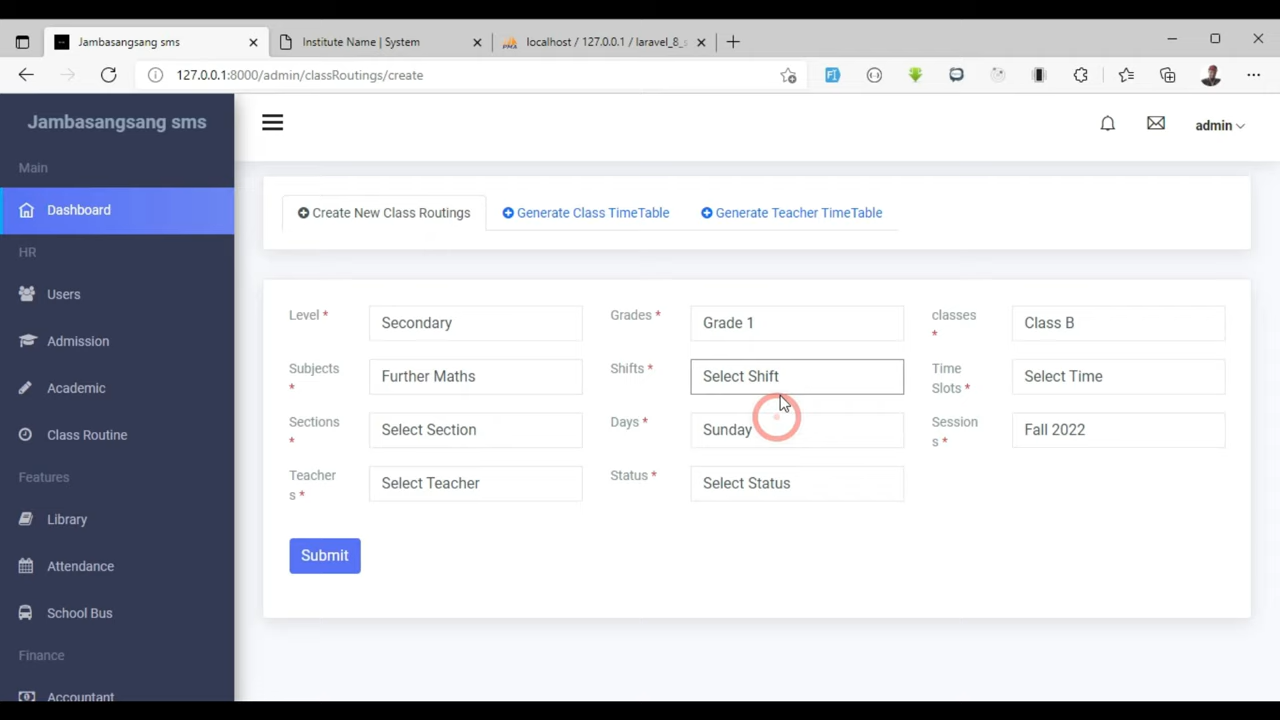 Jambasangsang sms
Institute Name | System
localhost / 127.0.0.1 / laravel_8_s
127.0.0.1:8000/admin/classRoutings/create
Jambasangsang sms
admin
Main
Dashboard
HR
Users
Admission
Academic
Class Routine
Features
Library
Attendance
School Bus
Finance
Accountant
Create New Class Routings
Generate Class TimeTable
Generate Teacher TimeTable
Level *
Secondary
Grades *
Grade 1
classes
*
Class B
Subjects
*
Further Maths
Shifts *
Select Shift
Time
Slots *
Select Time
Sections
*
Select Section
Days *
Sunday
Session
s *
Fall 2022
Teacher
s *
Select Teacher
Status *
Select Status
Submit